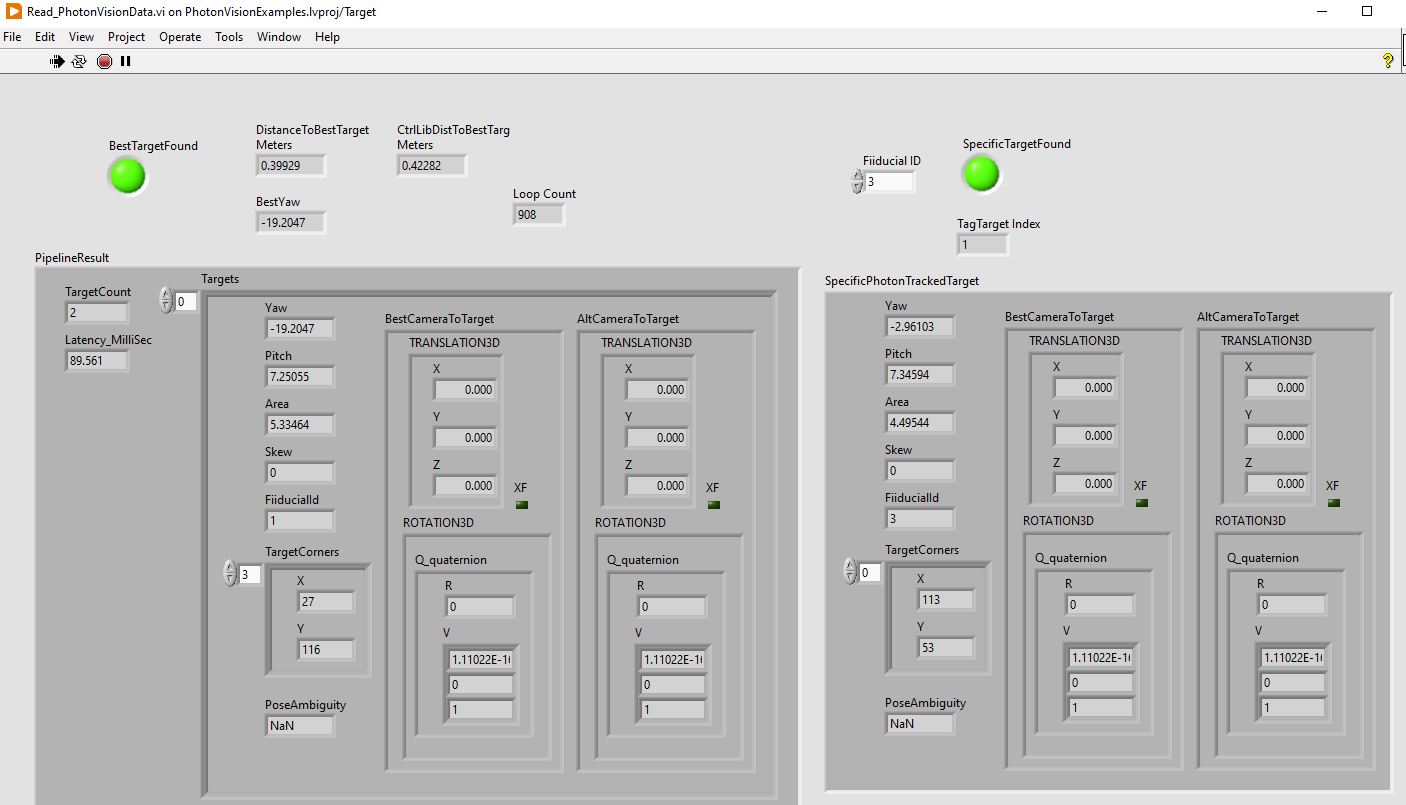 Read_PhotonVisionData.vi on PhotonVisionExamples.lvproj/Target
File Edit View Project Operate Tools Window Help
?
BestTargetFound
DistanceToBestTarget
Meters
0.39929
CtrlLibDistToBestTarg
Meters
0.42282
BestYaw
-19.2047
Loop Count
908
Fiiducial ID
3
SpecificTargetFound
TagTarget Index
1
PipelineResult
TargetCount
2
Latency_MilliSec
89.561
Targets
0
Yaw
-19.2047
Pitch
7.25055
Area
5.33464
Skew
0
FiiducialId
1
TargetCorners
3
X
27
Y
116
PoseAmbiguity
NaN
BestCameraToTarget
TRANSLATION3D
X
0.000
Y
0.000
Z
0.000
XF
ROTATION3D
Q_quaternion
R
0
V
1.11022E-16
0
1
AltCameraToTarget
TRANSLATION3D
X
0.000
Y
0.000
Z
0.000
XF
ROTATION3D
Q_quaternion
R
0
V
1.11022E-16
0
1
SpecificPhotonTrackedTarget
Yaw
-2.96103
Pitch
7.34594
Area
4.49544
Skew
0
FiiducialId
3
TargetCorners
0
X
113
Y
53
PoseAmbiguity
NaN
BestCameraToTarget
TRANSLATION3D
X
0.000
Y
0.000
Z
0.000
XF
ROTATION3D
Q_quaternion
R
0
V
1.11022E-16
0
1
AltCameraToTarget
TRANSLATION3D
X
0.000
Y
0.000
Z
0.000
XF
ROTATION3D
Q_quaternion
R
0
V
1.11022E-16
0
1